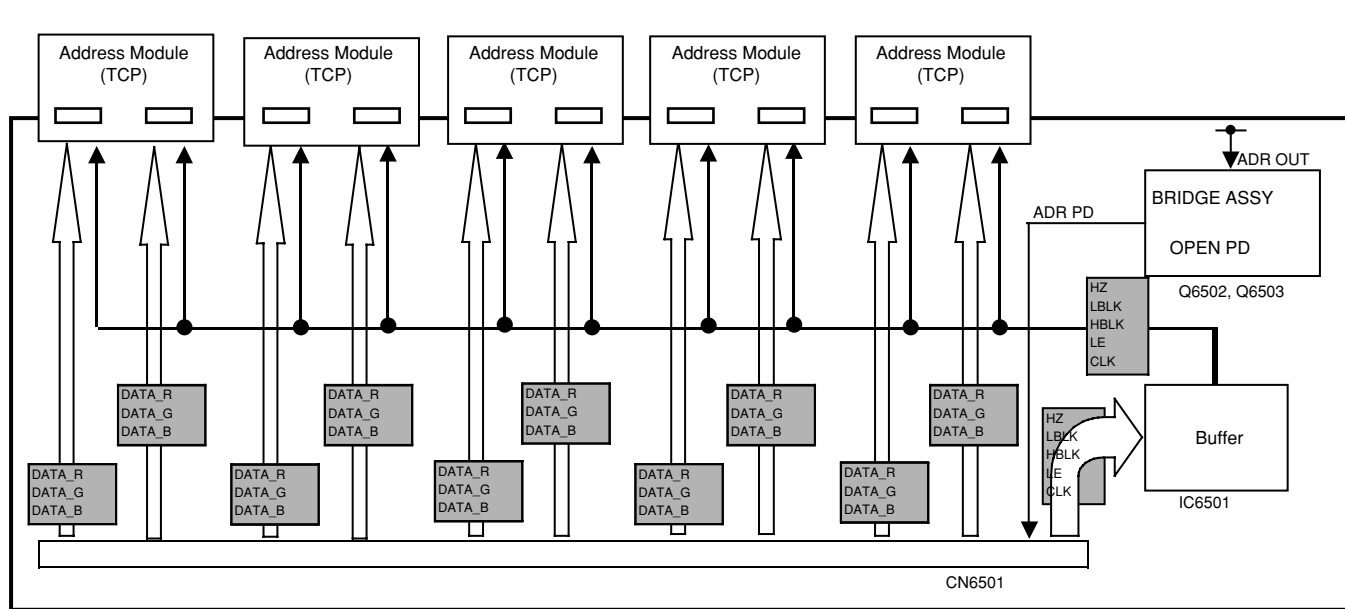 Address Module
(TCP)
Address Module
(TCP)
Address Module
(TCP)
Address Module
(TCP)
Address Module
(TCP)
ADR OUT
BRIDGE ASSY
OPEN PD
Q6502, Q6503
ADR PD
HZ
LBLK
HBLK
LE
CLK
DATA_R
DATA_G
DATA_B
DATA_R
DATA_G
DATA_B
DATA_R
DATA_G
DATA_B
DATA_R
DATA_G
DATA_B
DATA_R
DATA_G
DATA_B
HZ
LBLK
HBLK
LE
CLK
Buffer
IC6501
DATA_R
DATA_G
DATA_B
DATA_R
DATA_G
DATA_B
DATA_R
DATA_G
DATA_B
DATA_R
DATA_G
DATA_B
DATA_R
DATA_G
DATA_B
CN6501